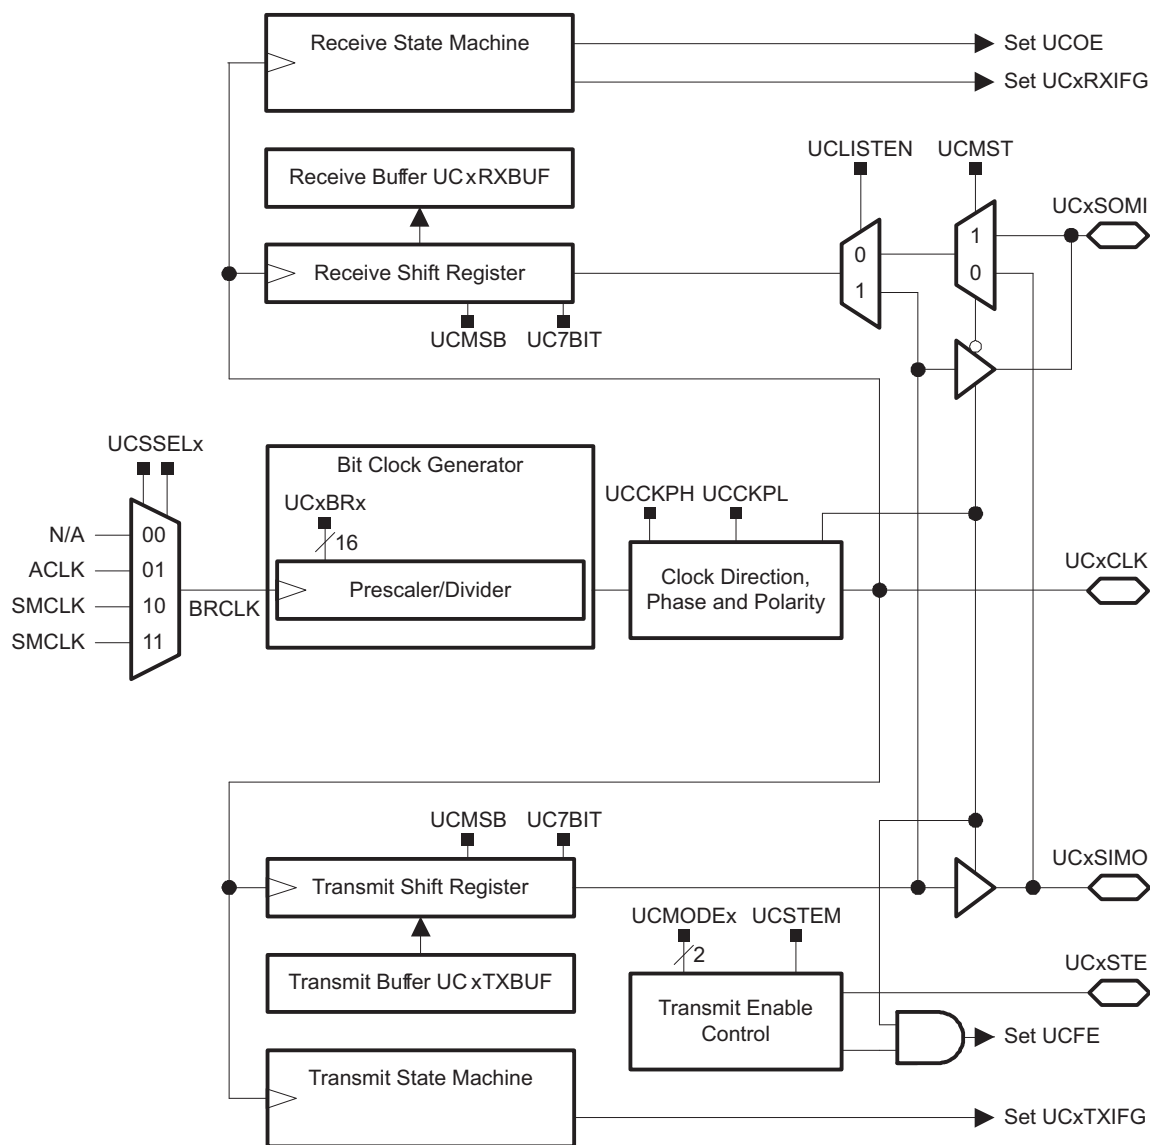 Receive State Machine
Set UCOE
Set UCxRXIFG
UCLISTEN
UCMST
Receive Buffer UCxRXBUF
UCxSOMI
1
0
0
1
Receive Shift Register
UCMSB
UC7BIT
UCSSELx
Bit Clock Generator
UCxBRx
16
UCCKPH
UCCKPL
N/A
00
ACLK
01
SMCLK
10
SMCLK
11
BRCLK
Prescaler/Divider
Clock Direction,
Phase and Polarity
UCxCLK
UCMSB
UC7BIT
Transmit Shift Register
UCxSIMO
UCMODEx
2
UCSTEM
Transmit Buffer UCxTXBUF
UCxSTE
Transmit Enable
Control
Set UCFE
Transmit State Machine
Set UCxTXIFG